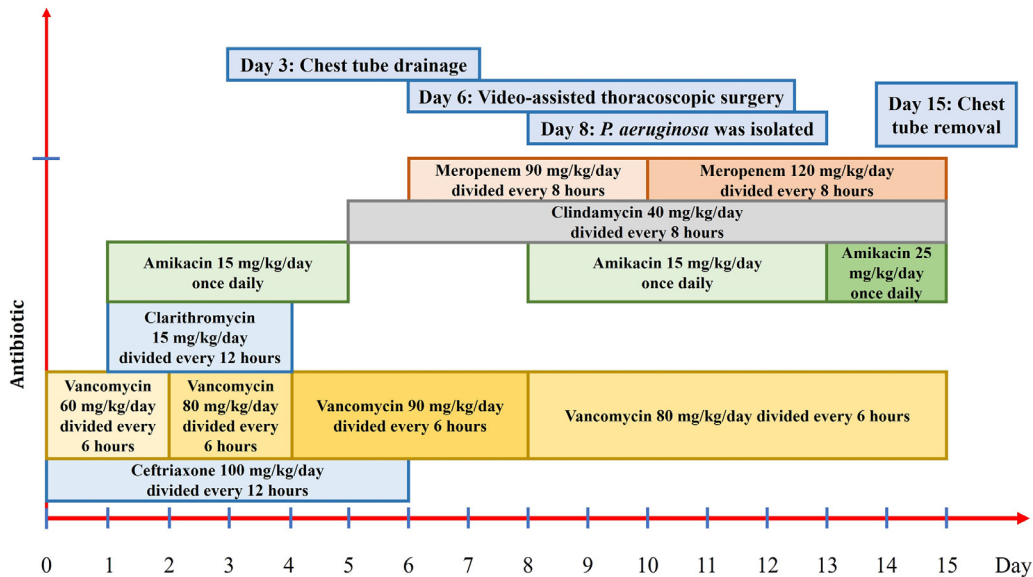 Day 3: Chest tube drainage
Day 6: Video-assisted thoracoscopic surgery
Day 8: P. aeruginosa was isolated
Day 15: Chest
tube removal
Meropenem 90 mg/kg/day
divided every 8 hours
Meropenem 120 mg/kg/day
divided every 8 hours
Clindamycin 40 mg/kg/day
divided every 8 hours
Amikacin 15 mg/kg/day
once daily
Amikacin 15 mg/kg/day
once daily
Amikacin 25
mg/kg/day
once daily
Clarithromycin
15 mg/kg/day
divided every 12 hours
Antibiotic
Vancomycin
60 mg/kg/day
divided every
6 hours
Vancomycin
80 mg/kg/day
divided every
6 hours
Vancomycin 90 mg/kg/day
divided every 6 hours
Vancomycin 80 mg/kg/day divided every 6 hours
Ceftriaxone 100 mg/kg/day
divided every 12 hours
0 1 2 3 4 5 6 7 8 9 10 11 12 13 14 15 Day